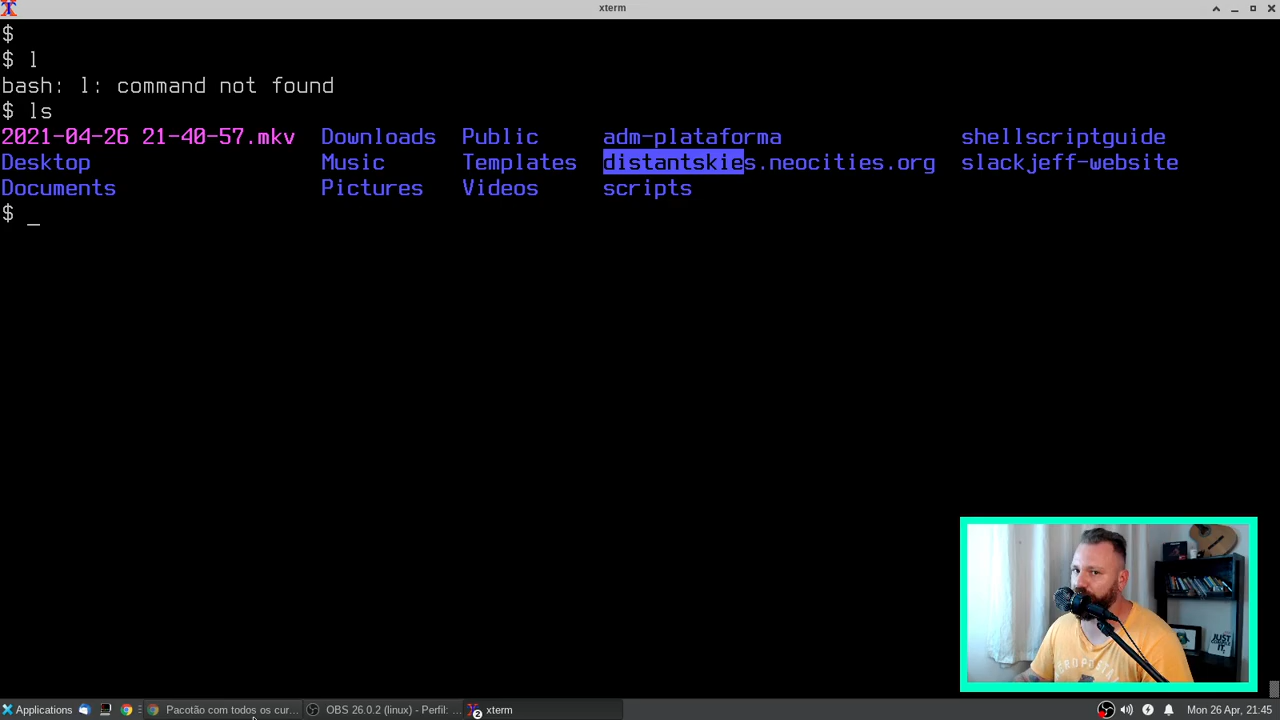 xterm
$
$ l
bash: l: command not found
$ ls
2021-04-26 21-40-57.mkv Downloads Public adm-plataforma shellscriptguide
Desktop Music Templates distantskies.neocities.org slackjeff-website
Documents Pictures Videos scripts
$ _
Applications Pacotão com todos os cur... OBS 26.0.2 (linux) - Perfil: ... 2 xterm Mon 26 Apr, 21:45